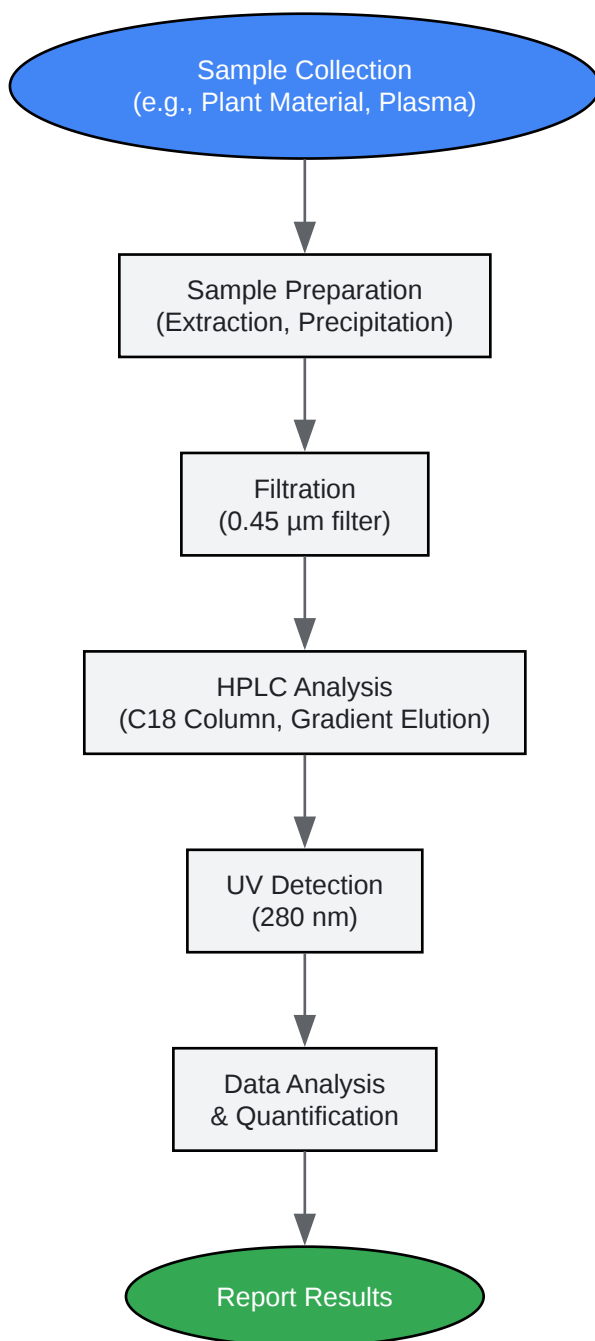 Sample Collection
(e.g., Plant Material, Plasma)
Sample Preparation
(Extraction, Precipitation)
Filtration
(0.45 µm filter)
HPLC Analysis
(C18 Column, Gradient Elution)
UV Detection
(280 nm)
Data Analysis
& Quantification
Report Results